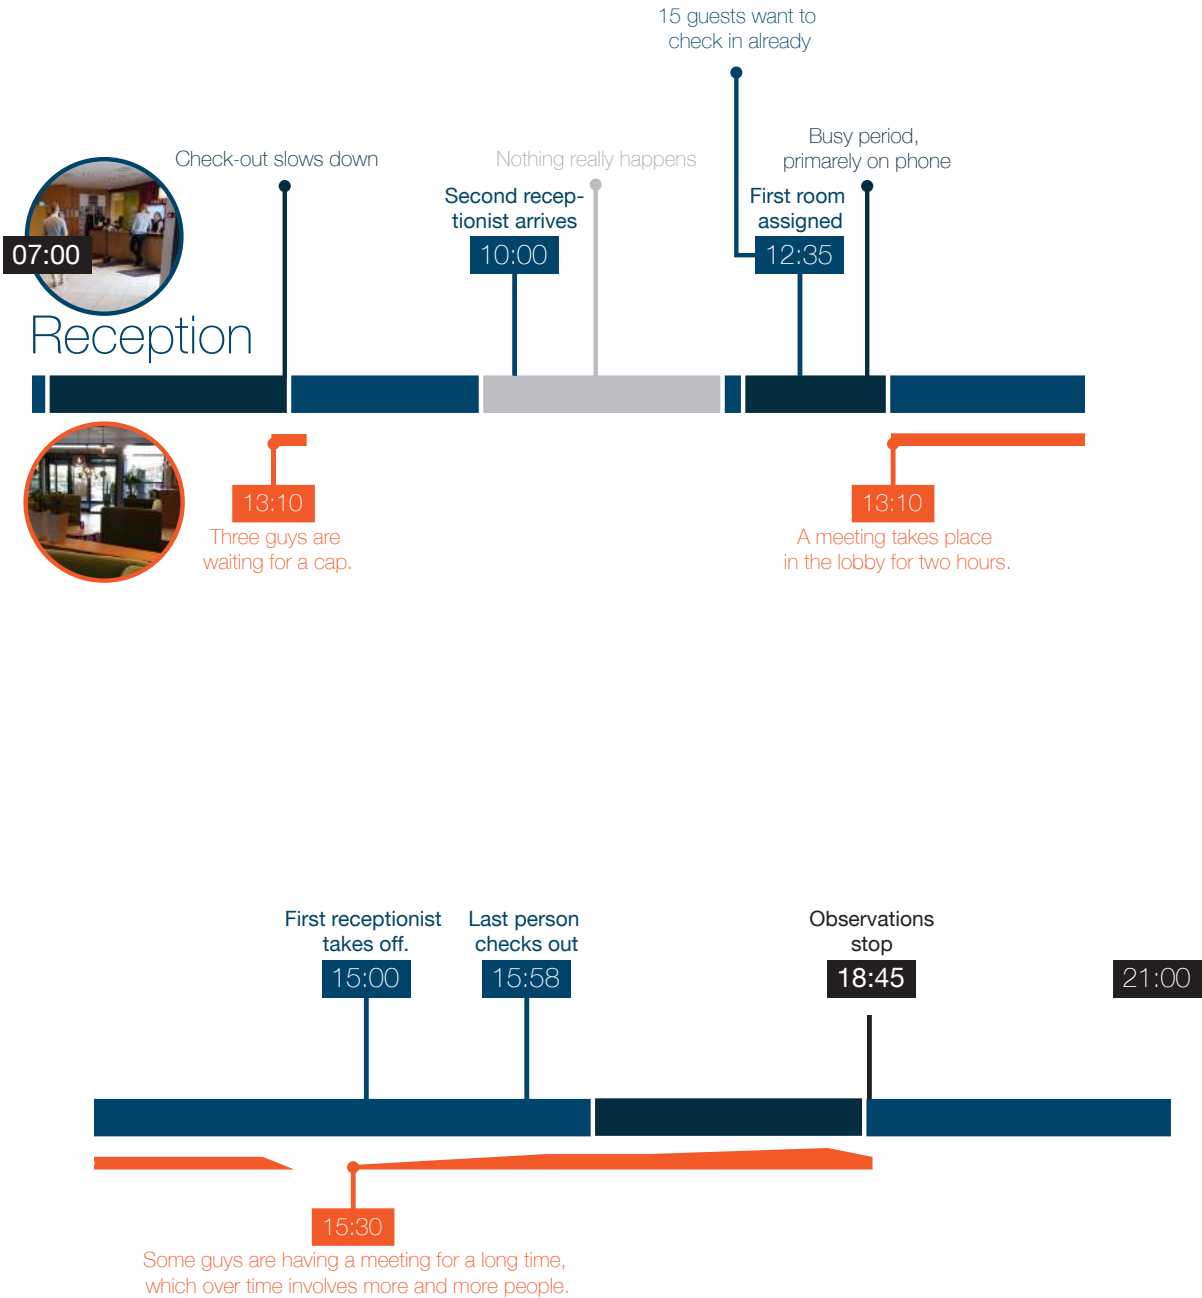 15 guests want to
check in already
Check-out slows down
Nothing really happens
Busy period,
primarely on phone
Second recep-
tionist arrives
First room
assigned
07:00
10:00
12:35
Reception
13:10
Three guys are
waiting for a cap.
13:10
A meeting takes place
in the lobby for two hours.
First receptionist
takes off.
Last person
checks out
Observations
stop
15:00
15:58
18:45
21:00
15:30
Some guys are having a meeting for a long time,
which over time involves more and more people.